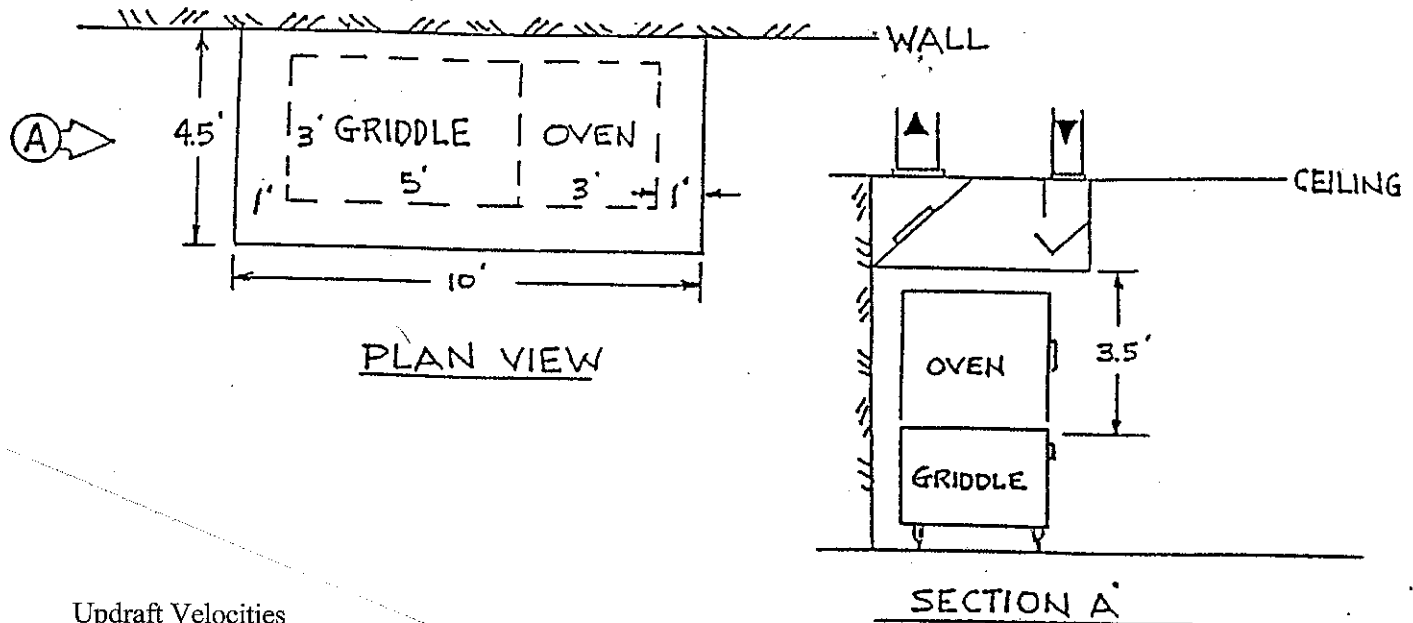 WALL
A
4.5'
3' GRIDDLE
OVEN
5'
3'
1'
1'
10'
PLAN VIEW
CEILING
3.5'
OVEN
GRIDDLE
SECTION A
Updraft Velocities